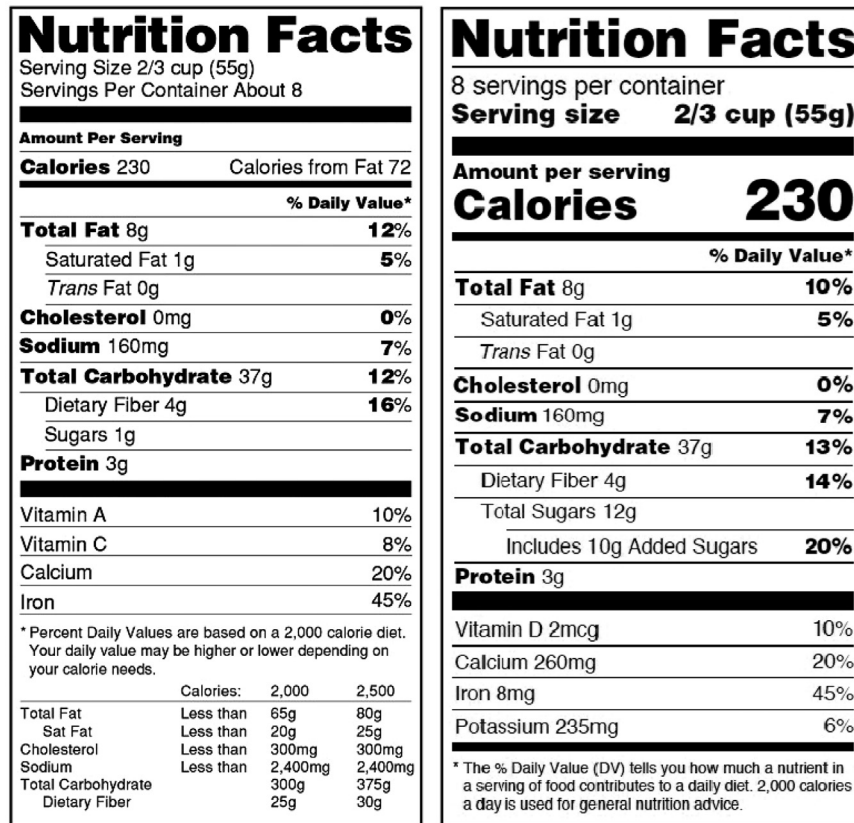 Nutrition Facts
Serving Size 2/3 cup (55g)
Servings Per Container About 8
Amount Per Serving
Calories 230 Calories from Fat 72
% Daily Value*
Total Fat 8g 12%
Saturated Fat 1g 5%
Trans Fat 0g
Cholesterol 0mg 0%
Sodium 160mg 7%
Total Carbohydrate 37g 12%
Dietary Fiber 4g 16%
Sugars 1g
Protein 3g
Vitamin A 10%
Vitamin C 8%
Calcium 20%
Iron 45%
* Percent Daily Values are based on a 2,000 calorie diet.
Your daily value may be higher or lower depending on
your calorie needs.
Calories: 2,000 2,500
Total Fat Less than 65g 80g
Sat Fat Less than 20g 25g
Cholesterol Less than 300mg 300mg
Sodium Less than 2,400mg 2,400mg
Total Carbohydrate 300g 375g
Dietary Fiber 25g 30g
Nutrition Facts
8 servings per container
Serving size 2/3 cup (55g)
Amount per serving
Calories 230
% Daily Value*
Total Fat 8g 10%
Saturated Fat 1g 5%
Trans Fat 0g
Cholesterol 0mg 0%
Sodium 160mg 7%
Total Carbohydrate 37g 13%
Dietary Fiber 4g 14%
Total Sugars 12g
Includes 10g Added Sugars 20%
Protein 3g
Vitamin D 2mcg 10%
Calcium 260mg 20%
Iron 8mg 45%
Potassium 235mg 6%
* The % Daily Value (DV) tells you how much a nutrient in
a serving of food contributes to a daily diet. 2,000 calories
a day is used for general nutrition advice.